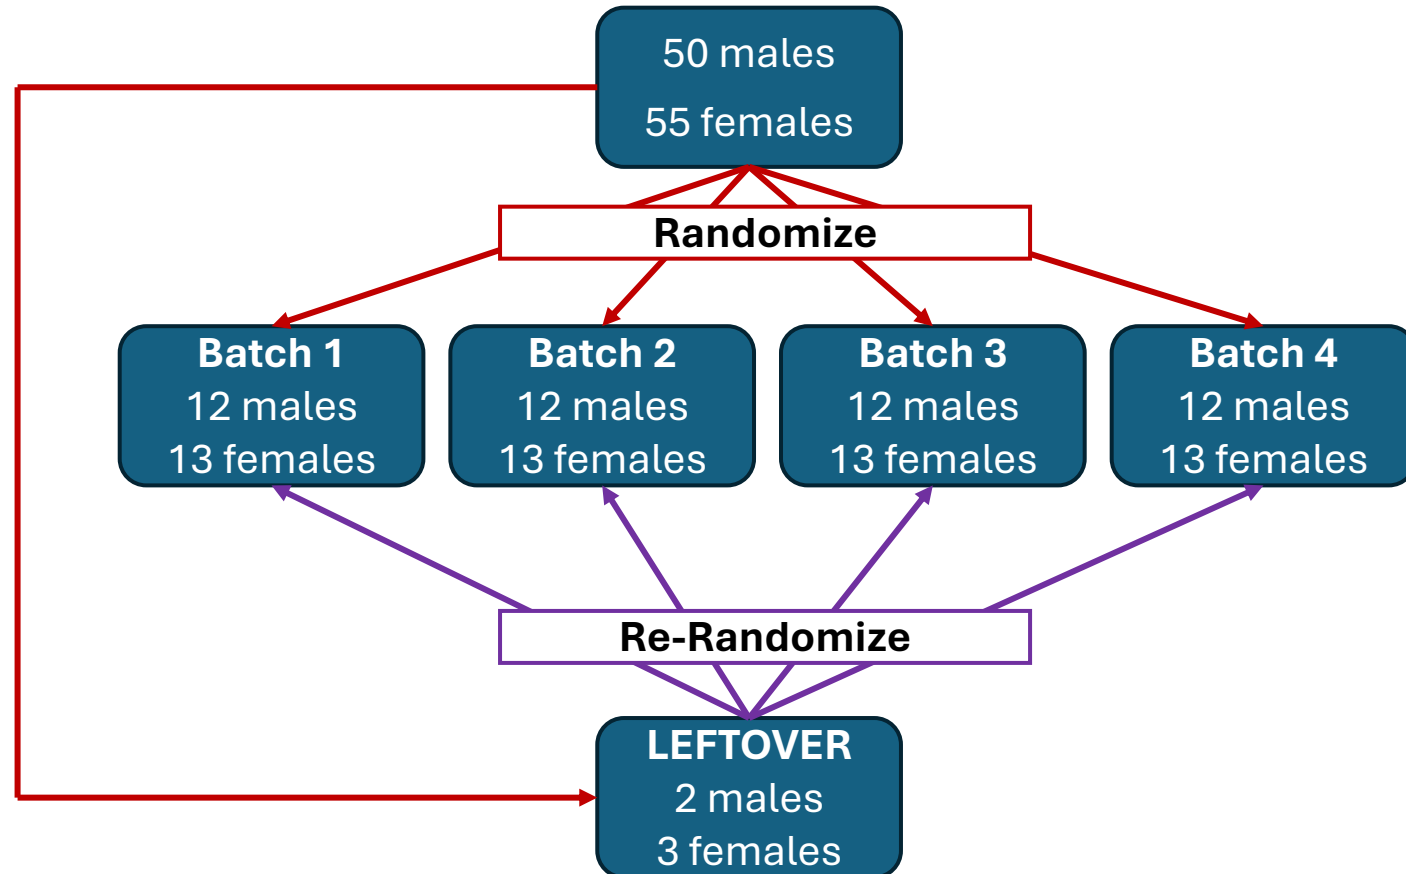 50 males
55 females
Randomize
Batch 1
12 males
13 females
Batch 2
12 males
13 females
Batch 3
12 males
13 females
Batch 4
12 males
13 females
Re-Randomize
LEFTOVER
2 males
3 females